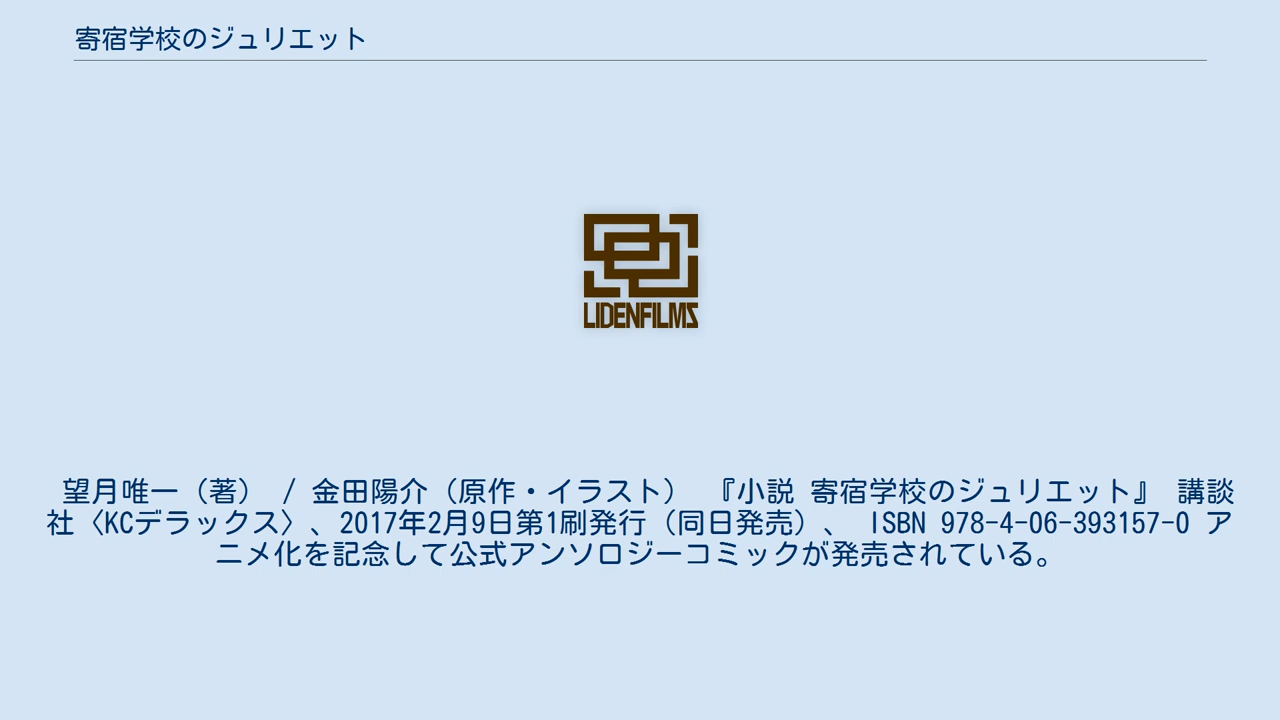 寄宿学校のジュリエット
LIDENFILMS
望月唯一（著） / 金田陽介（原作・イラスト） 『小説 寄宿学校のジュリエット』 講談
社〈KCデラックス〉、2017年2月9日第1刷発行（同日発売）、 ISBN 978-4-06-393157-0 ア
ニメ化を記念して公式アンソロジーコミックが発売されている。